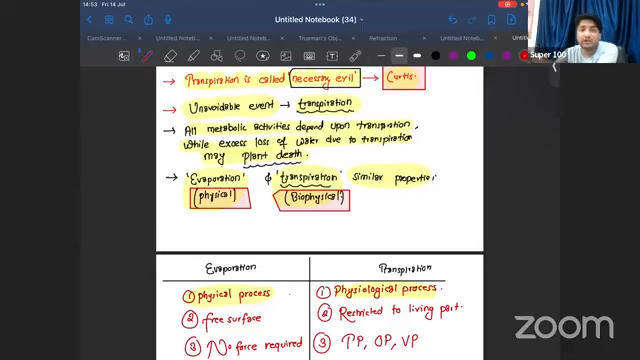 14:53 Fri 14 Jul
Untitled Notebook (34)
CamScanner Untitled Notebook Untitled Noteb Trueman's Obj Refraction Untitled Notebo Untitled
→ Transpiration is called 'necessary evil' → Curtis.
→ Unavoidable event → transpiration
→ All metabolic activities depend upon transpiration,
While excess loss of water due to transpiration
may plant death.
→ 'Evaporation' & 'transpiration' similar properties
(physical) (Biophysical)
Evaporation Transpiration
① physical process ① Physiological process.
② free surface ② Restricted to living part.
③ No force required ③ TP, OP, VP
Super 100
zoom